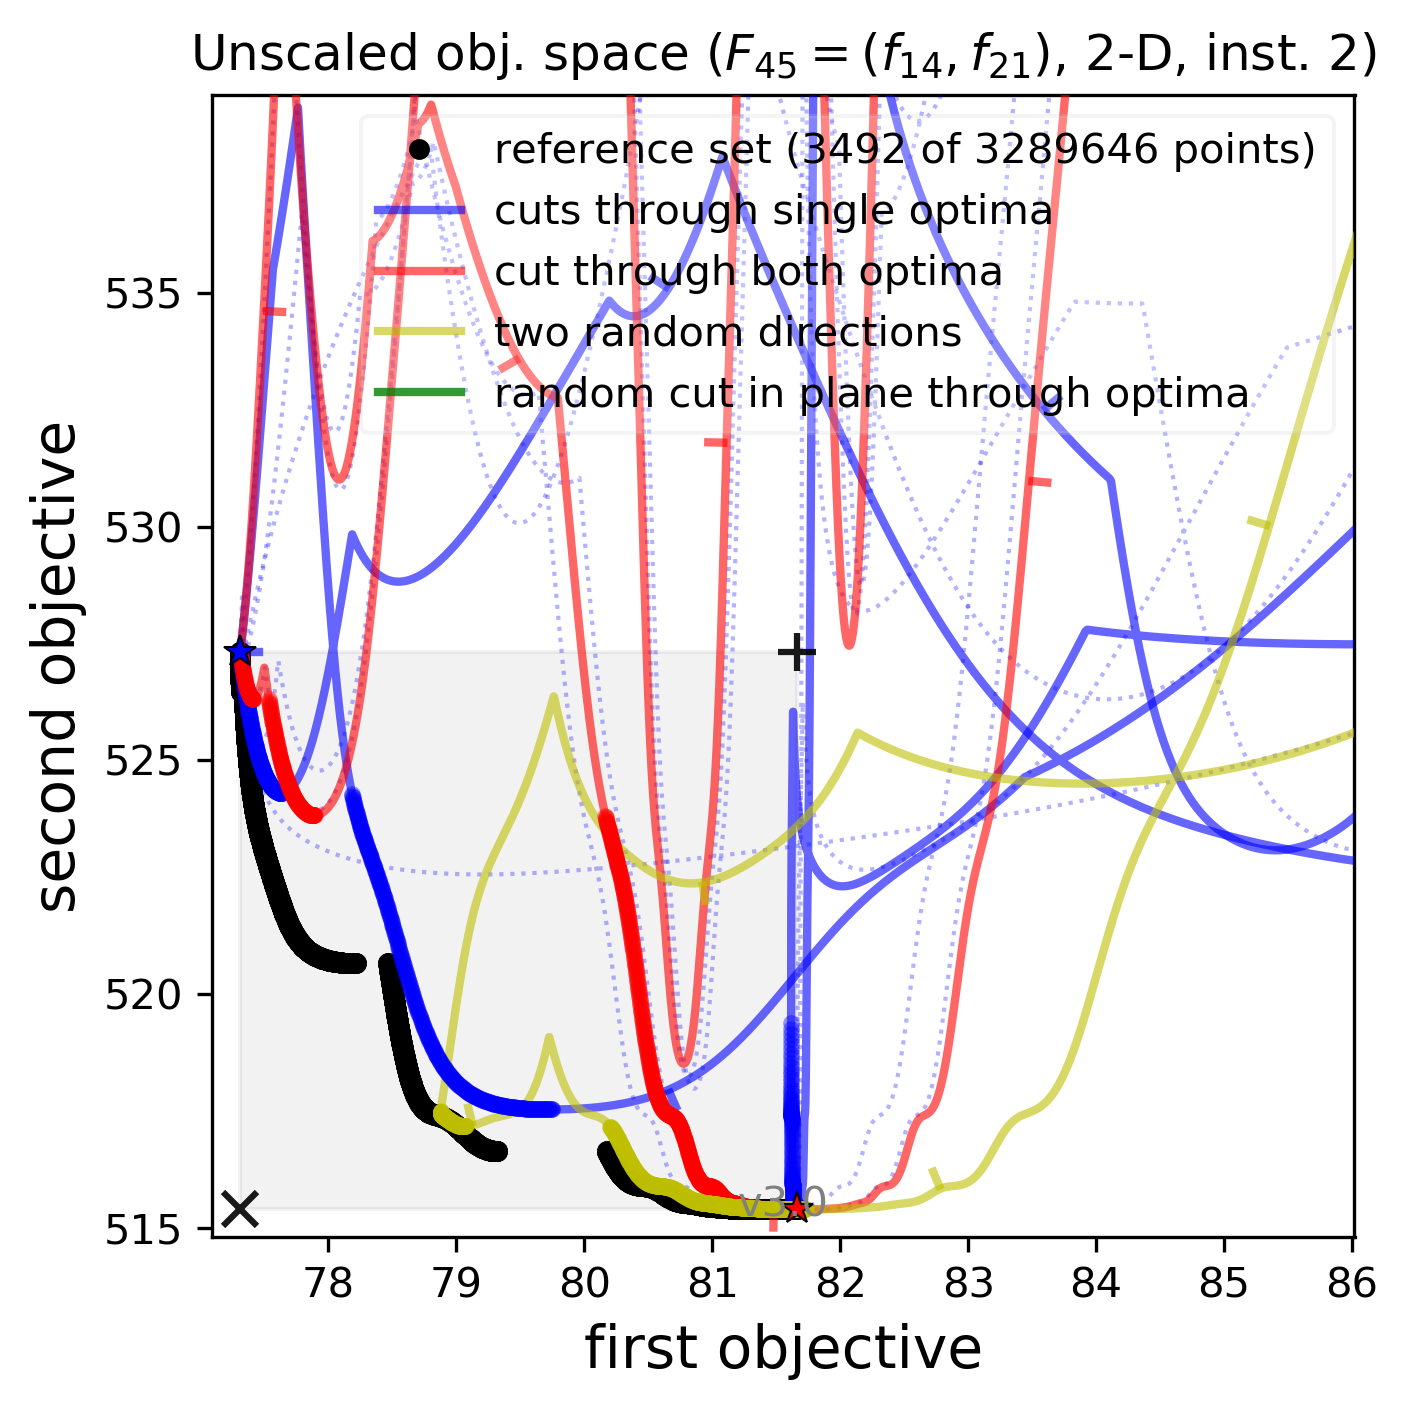 Unscaled obj. space (F₄₅ = (f₁₄, f₂₁), 2-D, inst. 2)
reference set (3492 of 3289646 points)
cuts through single optima
cut through both optima
two random directions
random cut in plane through optima
second objective
535
530
525
520
515
v3.0
78 79 80 81 82 83 84 85 86
first objective